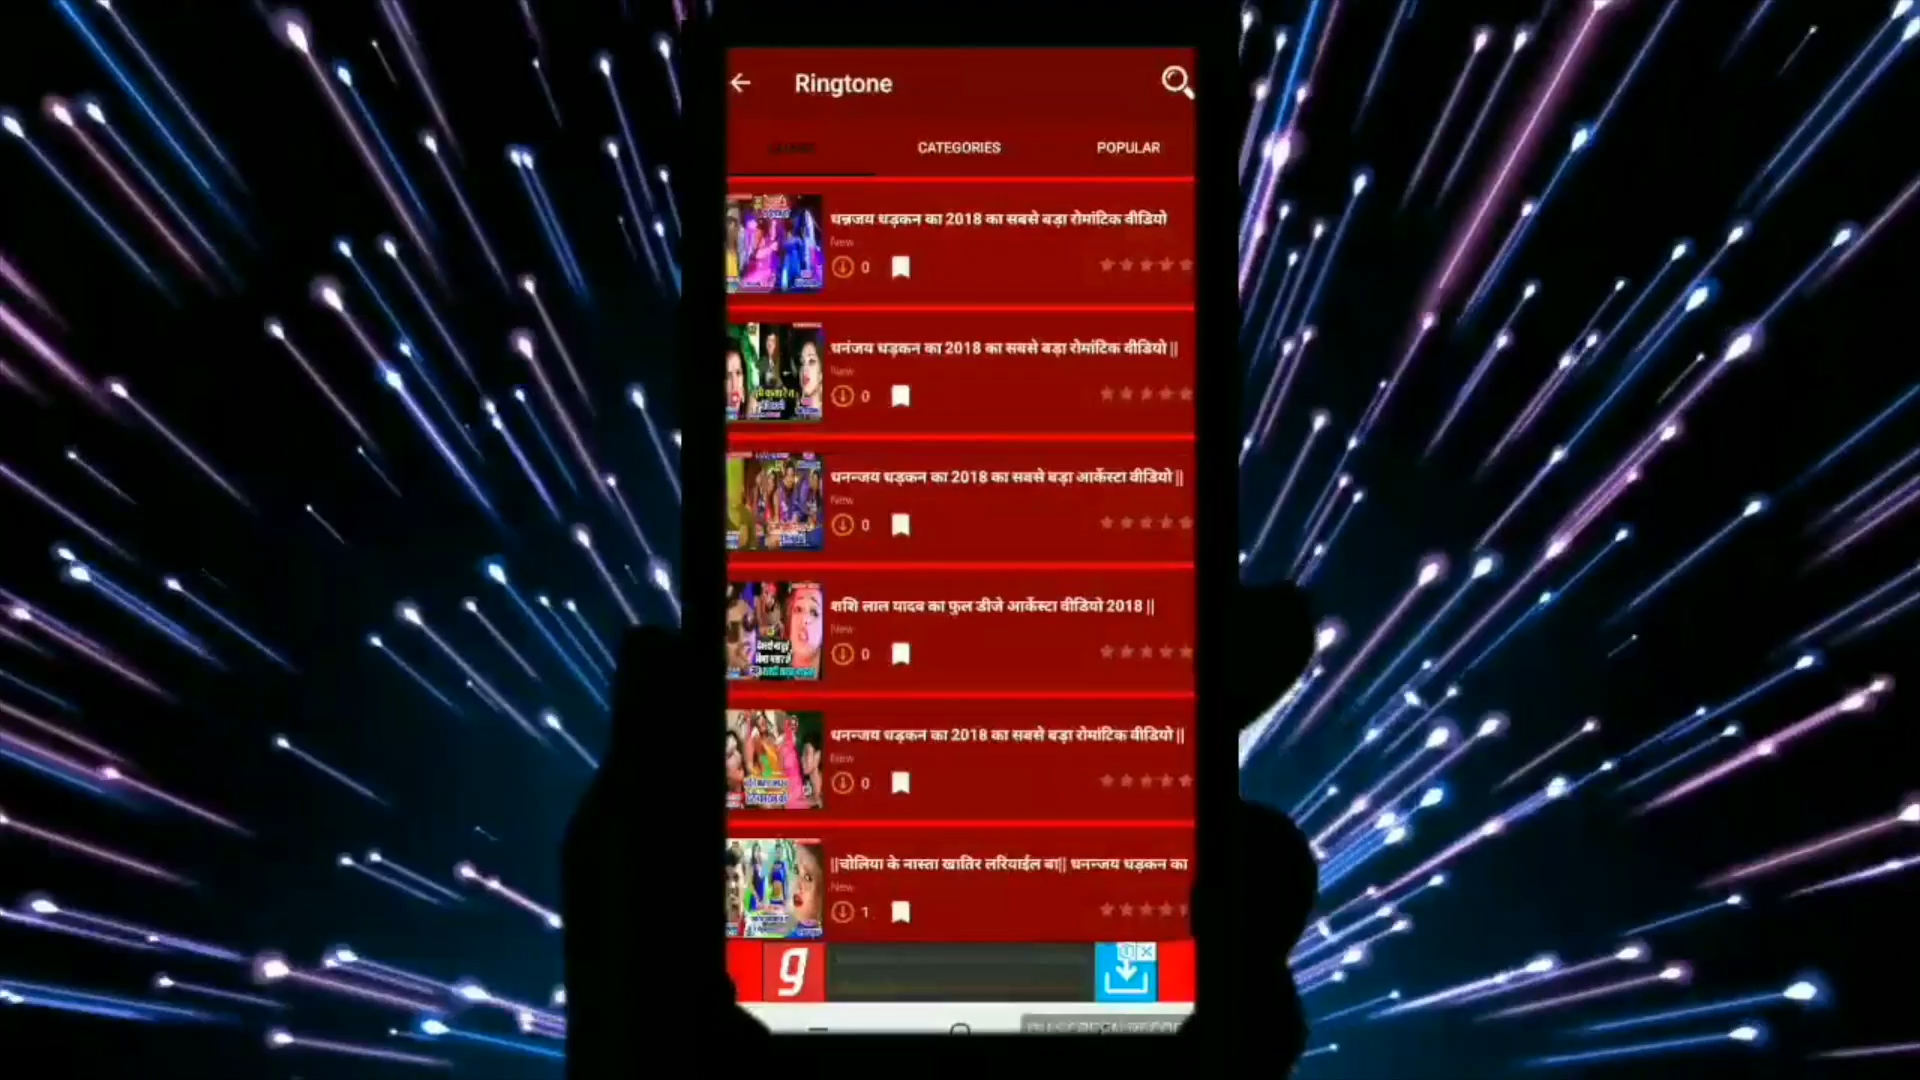 Ringtone
CATEGORIES
POPULAR
धन्नजय धड़कन का 2018 का सबसे बड़ा रोमांटिक वीडियो
New
0
धनंजय धड़कन का 2018 का सबसे बड़ा रोमांटिक वीडियो ||
New
0
धनन्जय धड़कन का 2018 का सबसे बड़ा आर्केस्टा वीडियो ||
New
0
शशि लाल यादव का फुल डीजे आर्केस्टा वीडियो 2018 ||
New
0
धनन्जय धड़कन का 2018 का सबसे बड़ा रोमांटिक वीडियो ||
New
0
||चोलिया के नास्ता खातिर लरियाईल बा|| धनन्जय धड़कन का
New
1
g